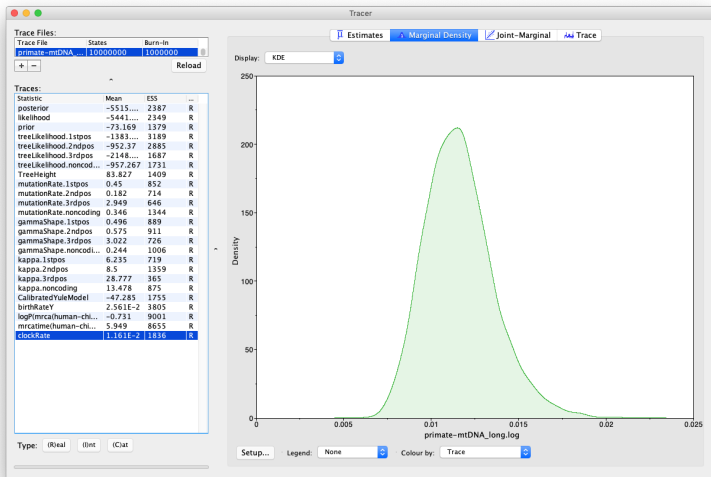 Tracer
Trace Files:
Trace File States Burn-In
primate-mtDNA_... 10000000 1000000
+ − Reload
Traces:
Statistic Mean ESS ...
posterior -5515.... 2387 R
likelihood -5441.... 2349 R
prior -73.169 1379 R
treeLikelihood.1stpos -1383.... 3189 R
treeLikelihood.2ndpos -952.37 2885 R
treeLikelihood.3rdpos -2148.... 1687 R
treeLikelihood.noncod... -957.267 1731 R
TreeHeight 83.827 1409 R
mutationRate.1stpos 0.45 852 R
mutationRate.2ndpos 0.182 714 R
mutationRate.3rdpos 2.949 646 R
mutationRate.noncoding 0.346 1344 R
gammaShape.1stpos 0.496 889 R
gammaShape.2ndpos 0.575 911 R
gammaShape.3rdpos 3.022 726 R
gammaShape.noncodi... 0.244 1006 R
kappa.1stpos 6.235 719 R
kappa.2ndpos 8.5 1359 R
kappa.3rdpos 28.777 365 R
kappa.noncoding 13.478 875 R
CalibratedYuleModel -47.285 1755 R
birthRateY 2.561E-2 3805 R
logP(mrca(human-chi... -0.731 9001 R
mrcatime(human-chi... 5.949 8655 R
clockRate 1.161E-2 1836 R
Type: (R)eal (I)nt (C)at
Estimates Marginal Density Joint-Marginal Trace
Display: KDE
250
200
150
100
50
0
Density
0 0.005 0.01 0.015 0.02 0.025
primate-mtDNA_long.log
Setup... Legend: None Colour by: Trace